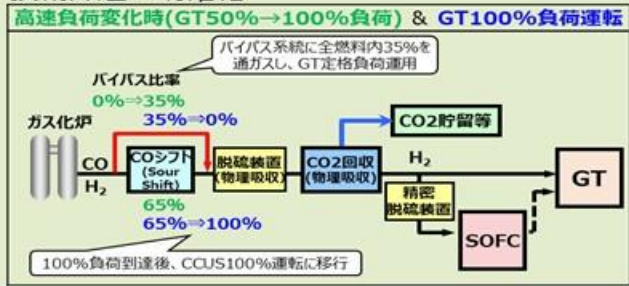 高速負荷変化時(GT50%→100%負荷) & GT100%負荷運転
バイパス系統に全燃料内35%を
通ガスし、GT定格負荷運用
バイパス比率
0%⇒35%
35%⇒0%
ガス化炉
CO
H2
COシフト
(Sour
Shift)
65%
65%⇒100%
脱硫装置
(物理吸収)
CO2回収
(物理吸収)
CO2貯留等
H2
精密
脱硫装置
SOFC
GT
100%負荷到達後、CCUS100%運転に移行